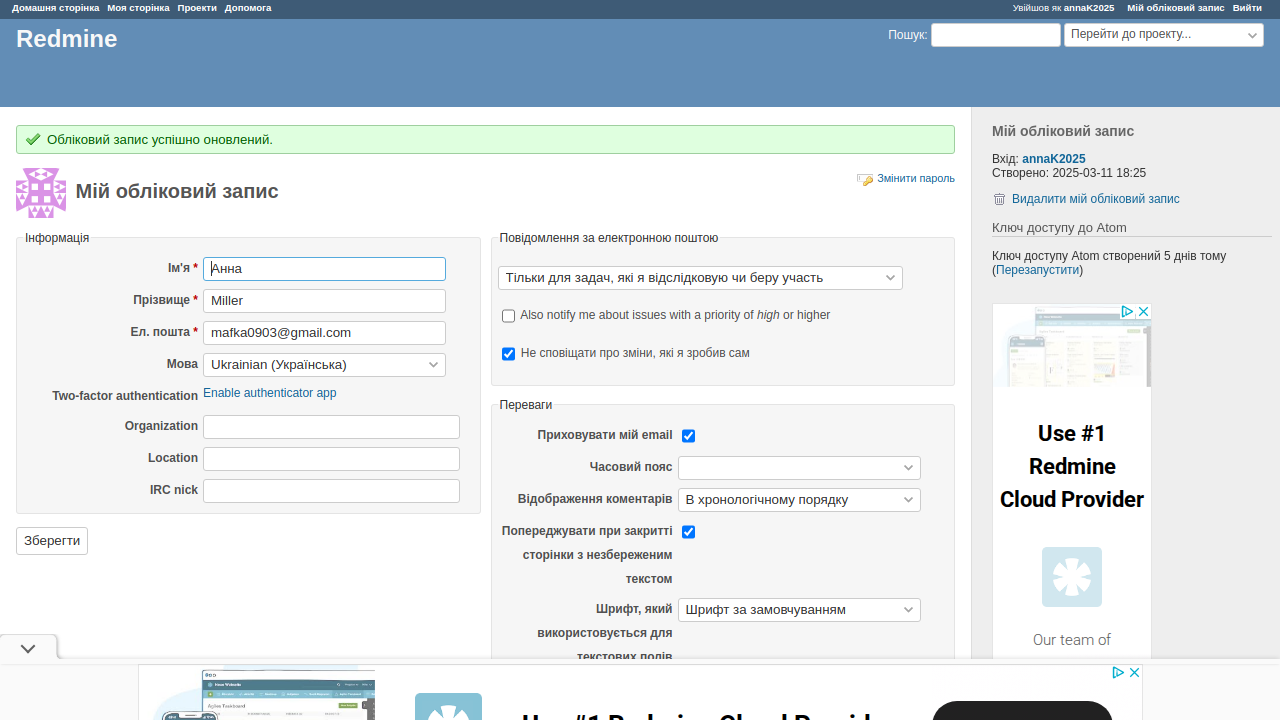 Домашня сторінка Моя сторінка Проекти Допомога
Увійшов як annaK2025 Мій обліковий запис Вийти
Redmine
Пошук:
Перейти до проекту...
Обліковий запис успішно оновлений.
Мій обліковий запис
Змінити пароль
Інформація
Ім'я * Анна
Прізвище * Miller
Ел. пошта * mafka0903@gmail.com
Мова Ukrainian (Українська)
Two-factor authentication Enable authenticator app
Organization
Location
IRC nick
Зберегти
Повідомлення за електронною поштою
Тільки для задач, які я відслідковую чи беру участь
Also notify me about issues with a priority of high or higher
Не сповіщати про зміни, які я зробив сам
Переваги
Приховувати мій email
Часовий пояс
Відображення коментарів В хронологічному порядку
Попереджувати при закритті
сторінки з незбереженим
текстом
Шрифт, який Шрифт за замовчуванням
використовується для
текстових полів
Мій обліковий запис
Вхід: annaK2025
Створено: 2025-03-11 18:25
Видалити мій обліковий запис
Ключ доступу до Atom
Ключ доступу Atom створений 5 днів тому
(Перезапустити)
Use #1
Redmine
Cloud Provider
Our team of
Use #1 Redmine Cloud Provid